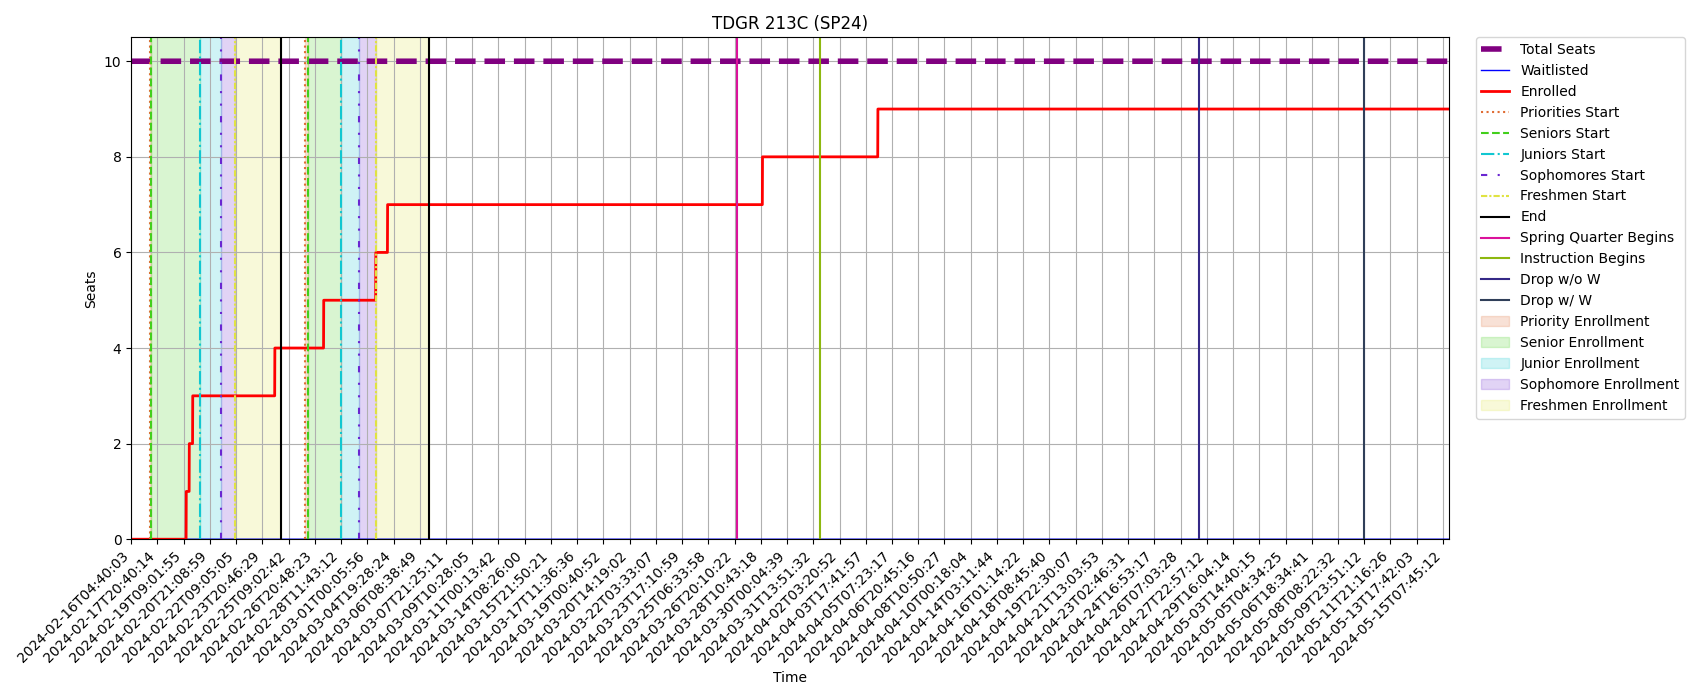 TDGR 213C (SP24)
10
8
6
4
2
0
Seats
2024-02-16T04:40:03
2024-02-17T20:40:14
2024-02-19T09:01:55
2024-02-20T21:08:59
2024-02-22T09:05:05
2024-02-23T20:46:29
2024-02-25T09:02:42
2024-02-26T20:48:23
2024-02-28T11:43:12
2024-03-01T00:05:56
2024-03-04T19:28:24
2024-03-06T08:38:49
2024-03-07T21:25:11
2024-03-09T10:28:05
2024-03-11T00:13:42
2024-03-14T08:26:00
2024-03-15T21:50:21
2024-03-17T11:36:36
2024-03-19T00:40:52
2024-03-20T14:19:02
2024-03-22T03:33:07
2024-03-23T17:10:59
2024-03-25T06:33:58
2024-03-26T20:10:22
2024-03-28T10:43:18
2024-03-30T00:04:39
2024-03-31T13:51:32
2024-04-02T03:20:52
2024-04-03T17:41:57
2024-04-05T07:23:17
2024-04-06T20:45:16
2024-04-08T10:50:27
2024-04-10T00:18:04
2024-04-14T03:11:44
2024-04-16T01:14:22
2024-04-18T08:45:40
2024-04-19T22:30:07
2024-04-21T13:03:53
2024-04-23T02:46:31
2024-04-24T16:53:17
2024-04-26T07:03:28
2024-04-27T22:57:12
2024-04-29T16:04:14
2024-05-03T14:40:15
2024-05-05T04:34:25
2024-05-06T18:34:41
2024-05-08T08:22:32
2024-05-09T23:51:12
2024-05-11T21:16:26
2024-05-13T17:42:03
2024-05-15T07:45:12
Time
Total Seats
Waitlisted
Enrolled
Priorities Start
Seniors Start
Juniors Start
Sophomores Start
Freshmen Start
End
Spring Quarter Begins
Instruction Begins
Drop w/o W
Drop w/ W
Priority Enrollment
Senior Enrollment
Junior Enrollment
Sophomore Enrollment
Freshmen Enrollment